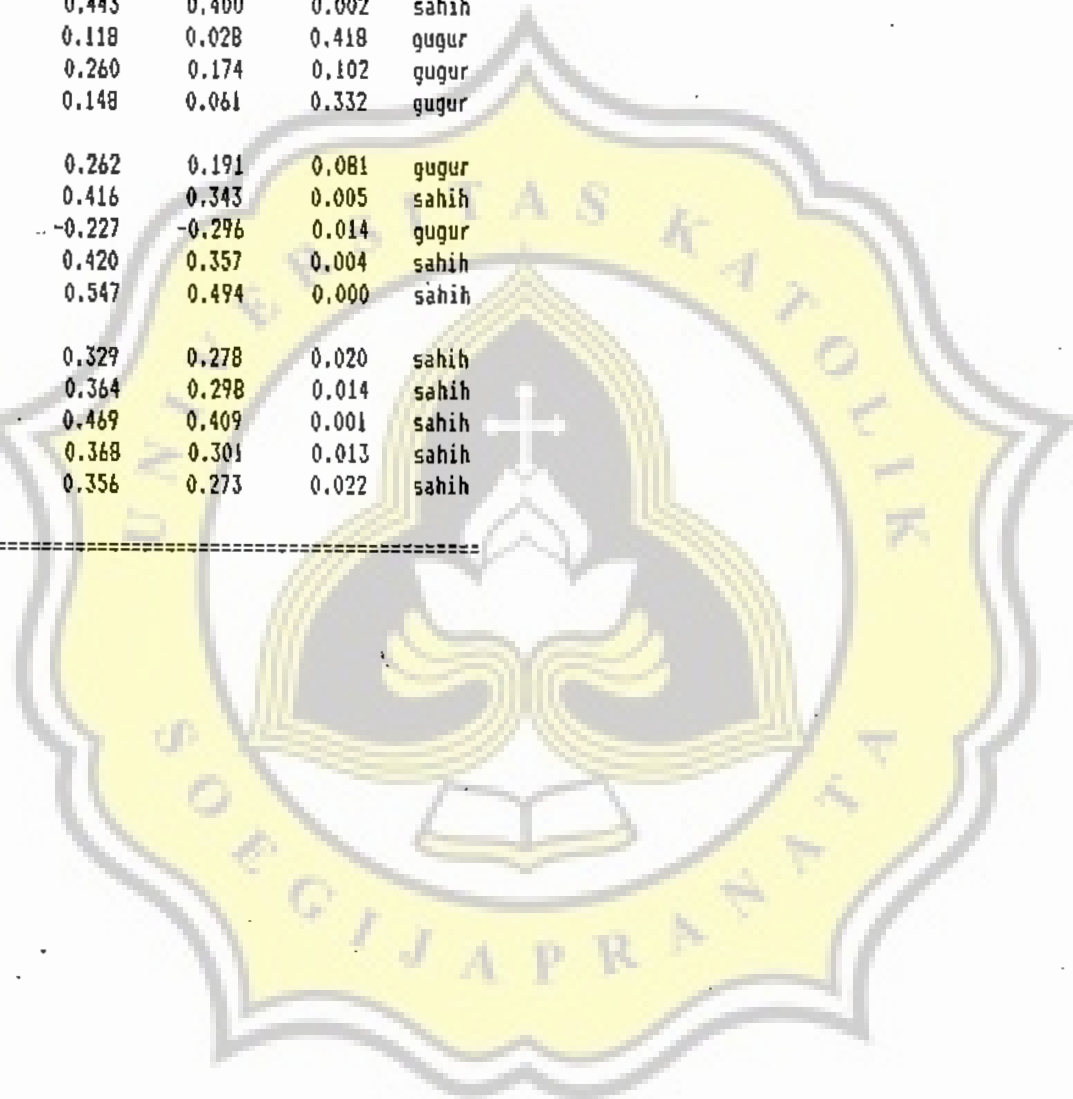 0.443 0.400 0.002 sahih
0.118 0.028 0.418 gugur
0.260 0.174 0.102 gugur
0.148 0.061 0.332 gugur
0.262 0.191 0.081 gugur
0.416 0.343 0.005 sahih
-0.227 -0.296 0.014 gugur
0.420 0.357 0.004 sahih
0.547 0.494 0.000 sahih
0.329 0.278 0.020 sahih
0.364 0.298 0.014 sahih
0.469 0.409 0.001 sahih
0.368 0.301 0.013 sahih
0.356 0.273 0.022 sahih
UNIVERSITAS KATOLIK
SOEGIJAPRANATA